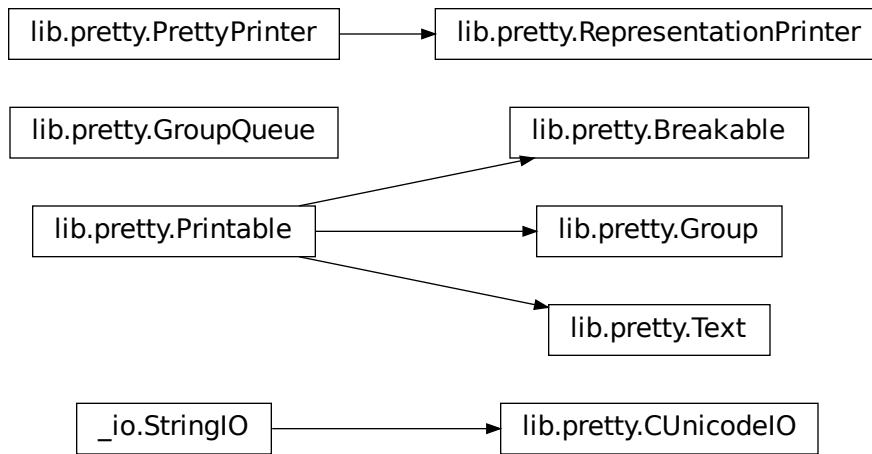 lib.pretty.PrettyPrinter
lib.pretty.RepresentationPrinter
lib.pretty.GroupQueue
lib.pretty.Breakable
lib.pretty.Printable
lib.pretty.Group
lib.pretty.Text
_io.StringIO
lib.pretty.CUnicodeIO